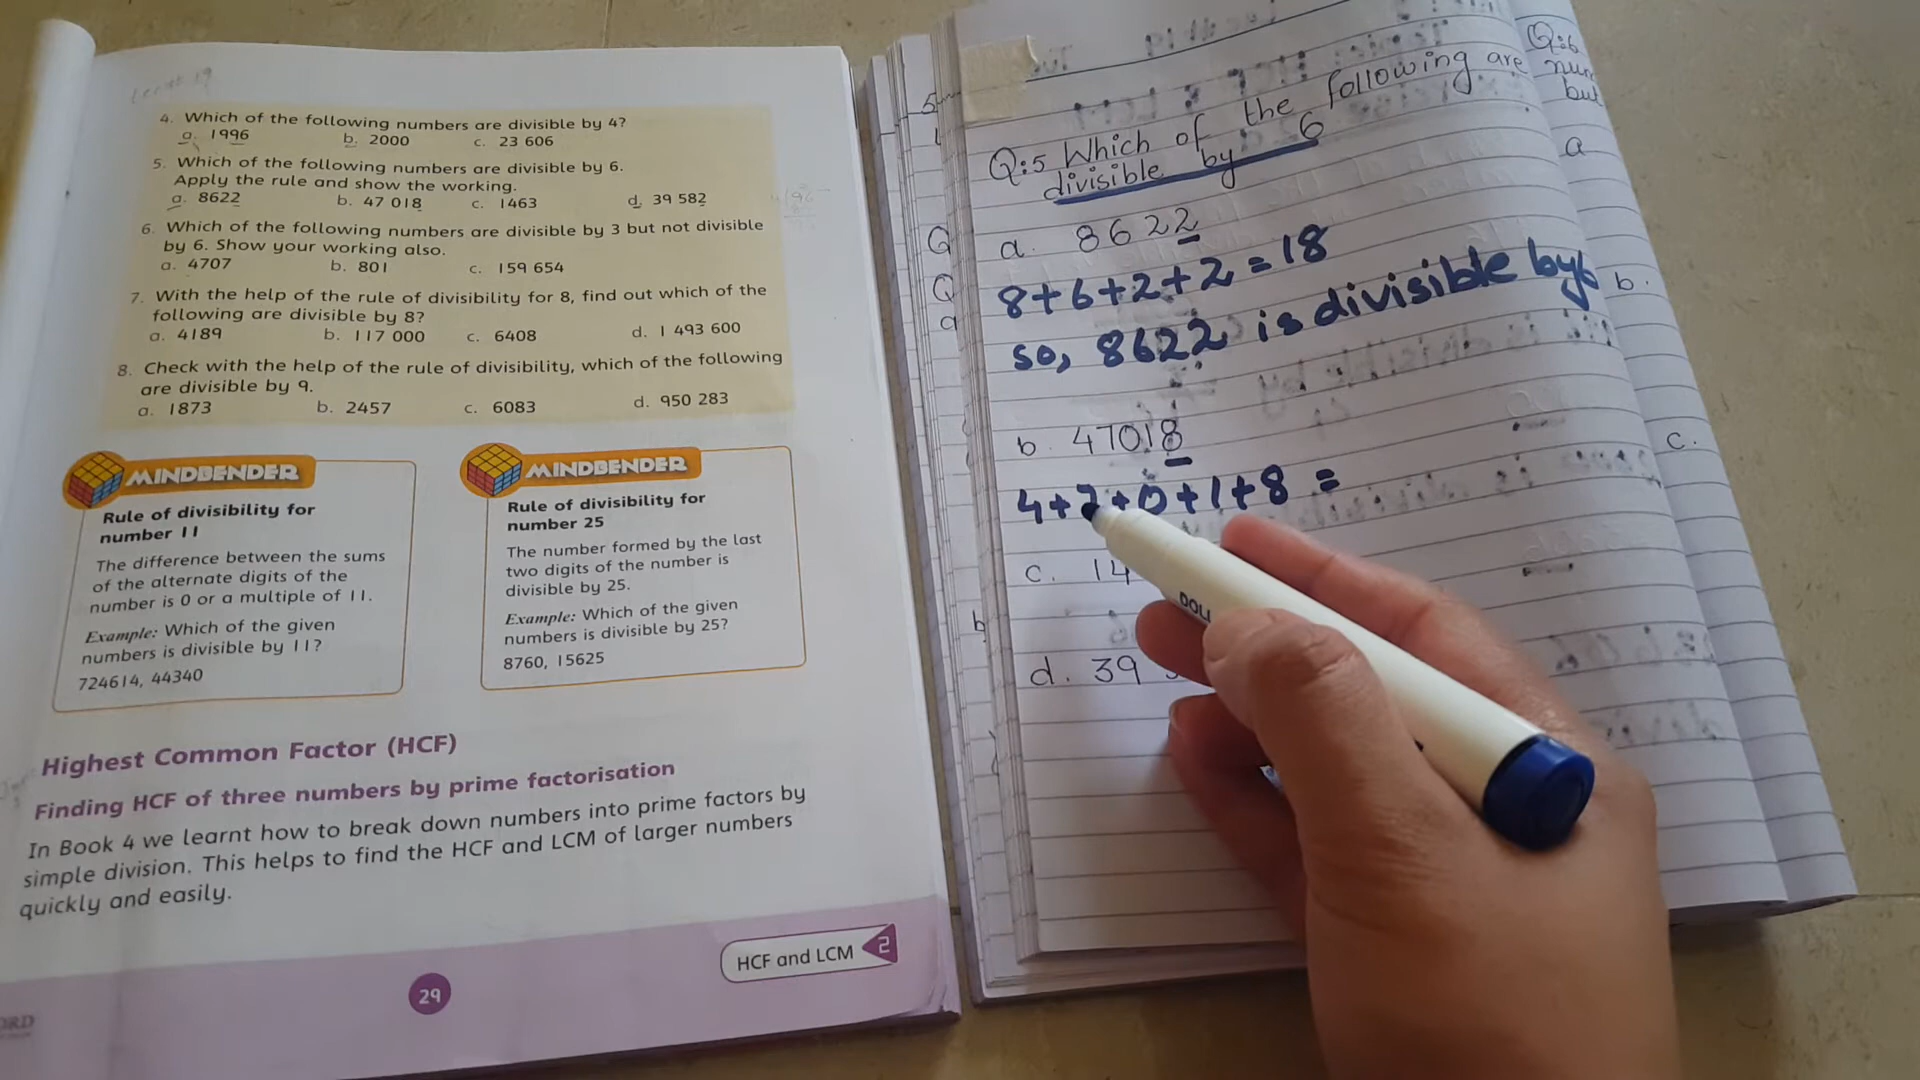 4. Which of the following numbers are divisible by 4?
a. 1996 b. 2000 c. 23 606
5. Which of the following numbers are divisible by 6.
Apply the rule and show the working.
a. 8622 b. 47 018 c. 1463 d. 39 582
6. Which of the following numbers are divisible by 3 but not divisible
by 6. Show your working also.
a. 4707 b. 801 c. 159 654
7. With the help of the rule of divisibility for 8, find out which of the
following are divisible by 8?
a. 4189 b. 117 000 c. 6408 d. 1 493 600
8. Check with the help of the rule of divisibility, which of the following
are divisible by 9.
a. 1873 b. 2457 c. 6083 d. 950 283
MINDBENDER
Rule of divisibility for
number 11
The difference between the sums
of the alternate digits of the
number is 0 or a multiple of 11.
Example: Which of the given
numbers is divisible by 11?
724614, 44340
MINDBENDER
Rule of divisibility for
number 25
The number formed by the last
two digits of the number is
divisible by 25.
Example: Which of the given
numbers is divisible by 25?
8760, 15625
Highest Common Factor (HCF)
Finding HCF of three numbers by prime factorisation
In Book 4 we learnt how to break down numbers into prime factors by
simple division. This helps to find the HCF and LCM of larger numbers
quickly and easily.
HCF and LCM 2
29
Q:5 Which of the following are
divisible by 6
a. 8622
8+6+2+2=18
so, 8622 is divisible by6
b. 47018
4+7+0+1+8 =
c. 14
d. 39
Q:6
but
a
b.
c.